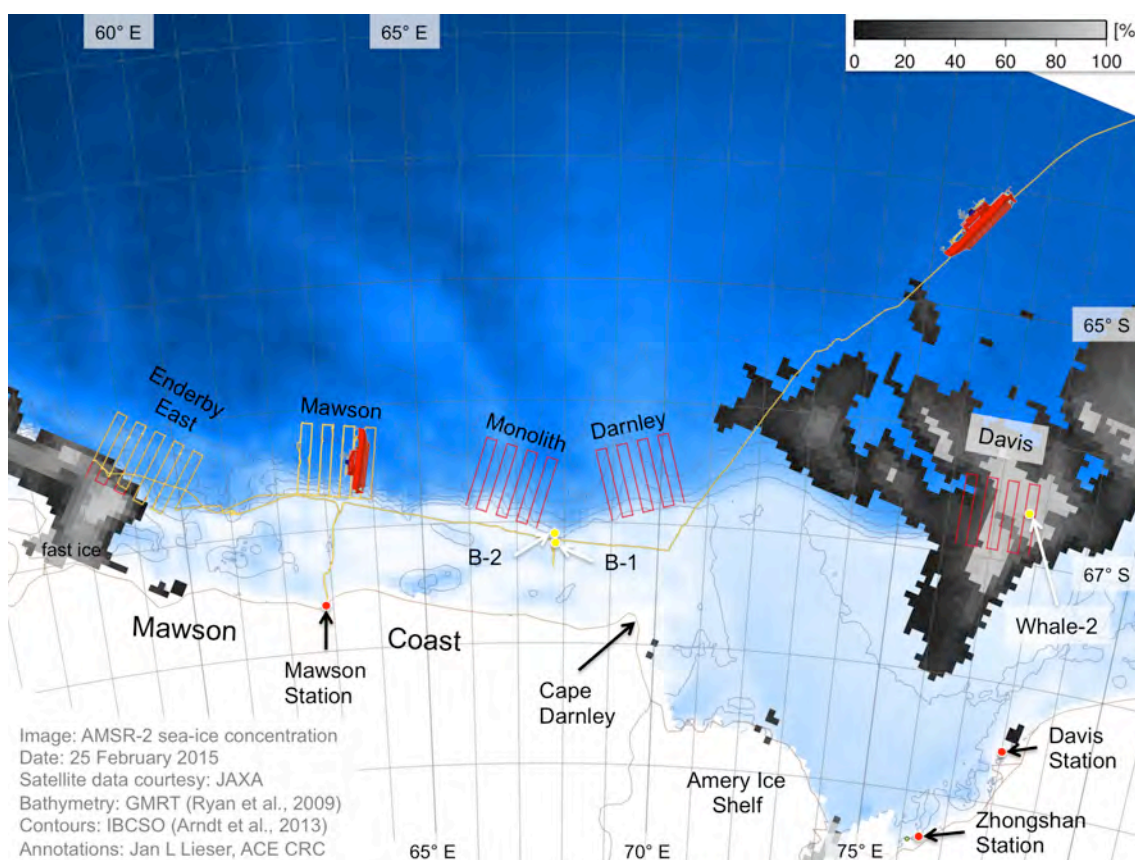 60° E
65° E
[%
0 20 40 60 80 100
65° S
Enderby
East
Mawson
Monolith
Darnley
Davis
fast ice
B-2
B-1
67° S
Whale-2
Mawson
Coast
Mawson
Station
Cape
Darnley
Davis
Station
Amery Ice
Shelf
Zhongshan
Station
Image: AMSR-2 sea-ice concentration
Date: 25 February 2015
Satellite data courtesy: JAXA
Bathymetry: GMRT (Ryan et al., 2009)
Contours: IBCSO (Arndt et al., 2013)
Annotations: Jan L Lieser, ACE CRC
65° E
70° E
75° E